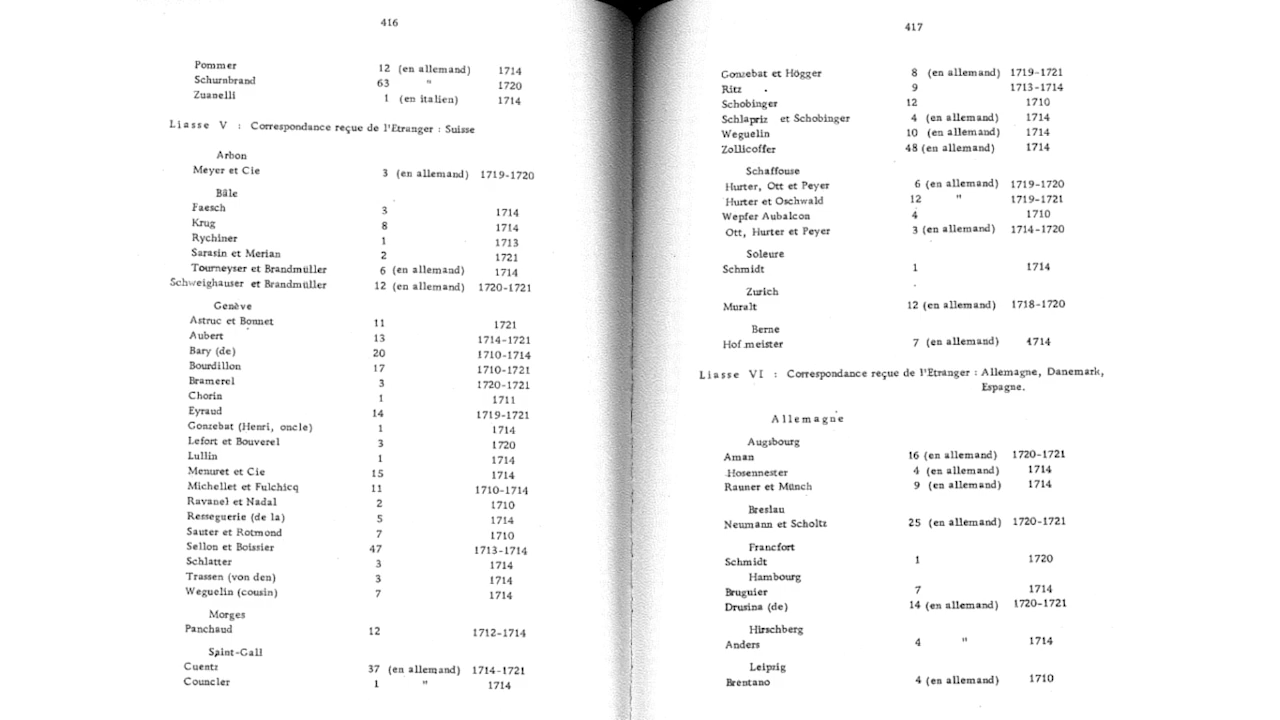 416
Pommer 12 (en allemand) 1714
Schurnbrand 63 " 1720
Zuanelli 1 (en italien) 1714
Liasse V : Correspondance reçue de l'Etranger : Suisse
Arbon
Meyer et Cie 3 (en allemand) 1719-1720
Bâle
Faesch 3 1714
Krug 8 1714
Rychiner 1 1713
Sarasin et Merian 2 1721
Tourneyser et Brandmüller 6 (en allemand) 1714
Schweighauser et Brandmüller 12 (en allemand) 1720-1721
Genève
Astruc et Bonnet 11 1721
Aubert 13 1714-1721
Bary (de) 20 1710-1714
Bourdillon 17 1710-1721
Bramerel 3 1720-1721
Chorin 1 1711
Eyraud 14 1719-1721
Gonzebat (Henri, oncle) 1 1714
Lefort et Bouverel 3 1720
Lullin 1 1714
Menuret et Cie 15 1714
Michellet et Fulchicq 11 1710-1714
Ravanel et Nadal 2 1710
Resseguerie (de la) 5 1714
Sauter et Rotmond 7 1710
Sellon et Boissier 47 1713-1714
Schlatter 3 1714
Trassen (von den) 3 1714
Weguelin (cousin) 7 1714
Morges
Panchaud 12 1712-1714
Saint-Gall
Cuentz 37 (en allemand) 1714-1721
Councler 1 " 1714
417
Gonzebat et Högger 8 (en allemand) 1719-1721
Ritz 9 1713-1714
Schobinger 12 1710
Schlapriz et Schobinger 4 (en allemand) 1714
Weguelin 10 (en allemand) 1714
Zollicoffer 48 (en allemand) 1714
Schaffouse
Hurter, Ott et Peyer 6 (en allemand) 1719-1720
Hurter et Oschwald 12 " 1719-1721
Wepfer Aubalcon 4 1710
Ott, Hurter et Peyer 3 (en allemand) 1714-1720
Soleure
Schmidt 1 1714
Zurich
Muralt 12 (en allemand) 1718-1720
Berne
Hofmeister 7 (en allemand) 1714
Liasse VI : Correspondance reçue de l'Etranger : Allemagne, Danemark,
Espagne.
Allemagne
Augsbourg
Aman 16 (en allemand) 1720-1721
Hosennester 4 (en allemand) 1714
Rauner et Münch 9 (en allemand) 1714
Breslau
Neumann et Scholtz 25 (en allemand) 1720-1721
Francfort
Schmidt 1 1720
Hambourg
Bruguier 7 1714
Drusina (de) 14 (en allemand) 1720-1721
Hirschberg
Anders 4 " 1714
Leipzig
Brentano 4 (en allemand) 1710